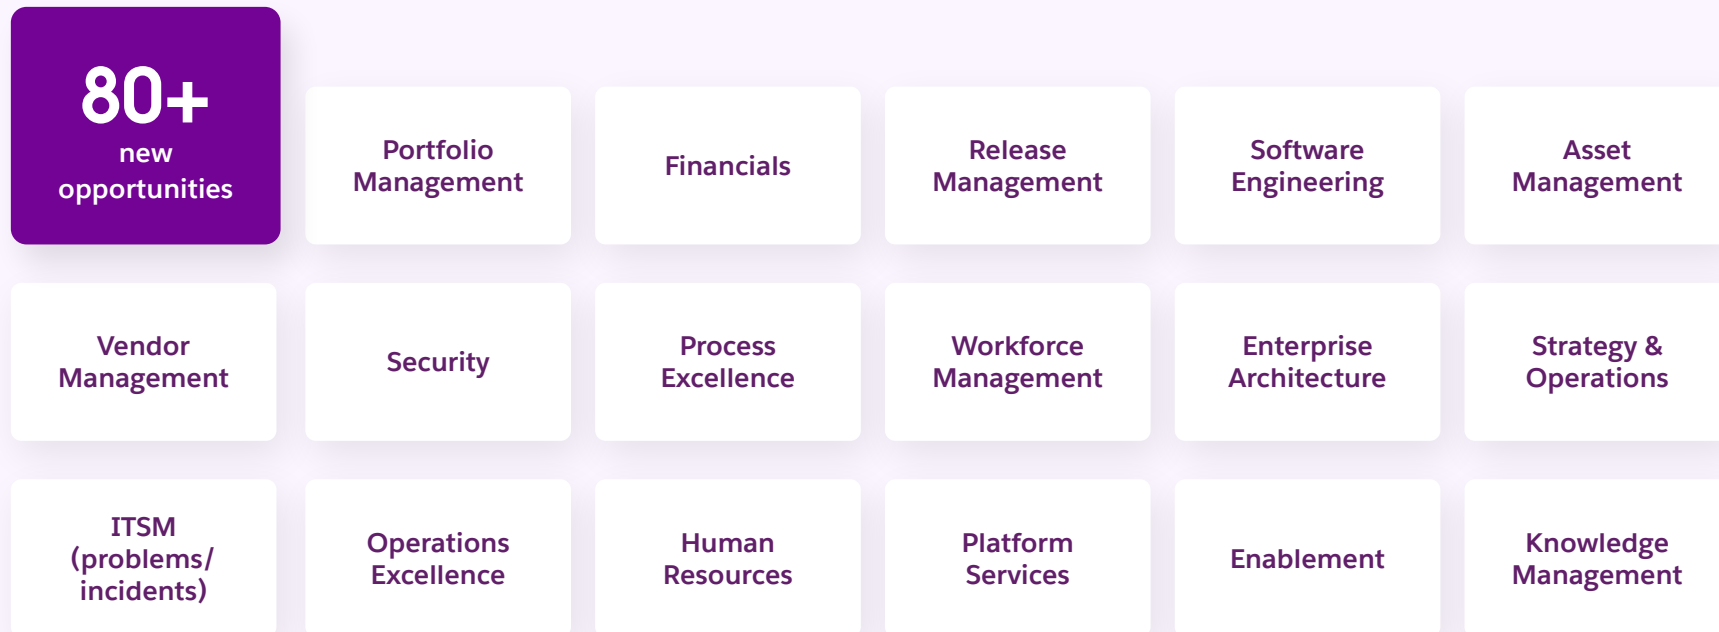 80+
new
opportunities
Portfolio
Management
Financials
Release
Management
Software
Engineering
Asset
Management
Vendor
Management
Security
Process
Excellence
Workforce
Management
Enterprise
Architecture
Strategy &
Operations
ITSM
(problems/
incidents)
Operations
Excellence
Human
Resources
Platform
Services
Enablement
Knowledge
Management